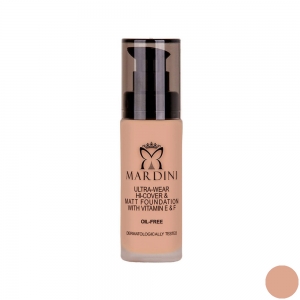 MARDINI
ULTRA-WEAR
HI-COVER &
MATT FOUNDATION
WITH VITAMIN E & F
OIL-FREE
DERMATOLOGICALLY TESTED